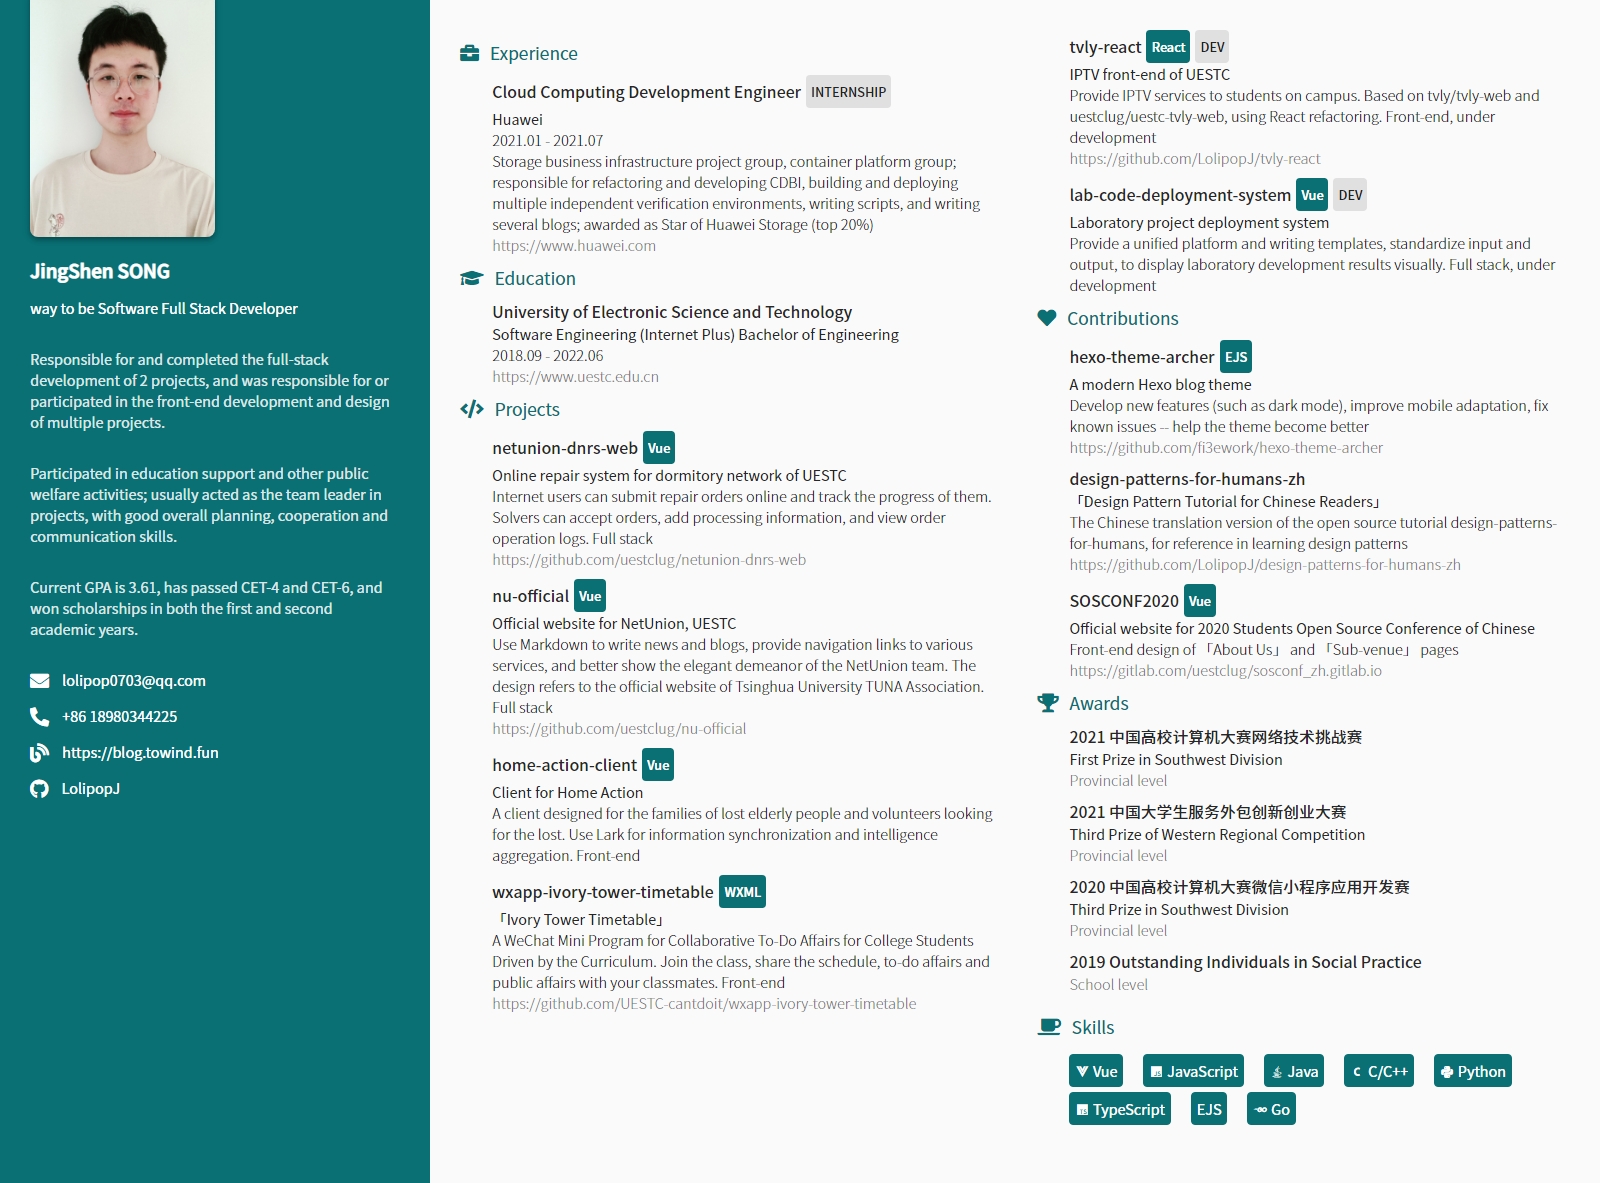 JingShen SONG
way to be Software Full Stack Developer
Responsible for and completed the full-stack
development of 2 projects, and was responsible for or
participated in the front-end development and design
of multiple projects.
Participated in education support and other public
welfare activities; usually acted as the team leader in
projects, with good overall planning, cooperation and
communication skills.
Current GPA is 3.61, has passed CET-4 and CET-6, and
won scholarships in both the first and second
academic years.
lolipop0703@qq.com
+86 18980344225
https://blog.towind.fun
LolipopJ
Experience
Cloud Computing Development Engineer INTERNSHIP
Huawei
2021.01 - 2021.07
Storage business infrastructure project group, container platform group;
responsible for refactoring and developing CDBI, building and deploying
multiple independent verification environments, writing scripts, and writing
several blogs; awarded as Star of Huawei Storage (top 20%)
https://www.huawei.com
Education
University of Electronic Science and Technology
Software Engineering (Internet Plus) Bachelor of Engineering
2018.09 - 2022.06
https://www.uestc.edu.cn
Projects
netunion-dnrs-web Vue
Online repair system for dormitory network of UESTC
Internet users can submit repair orders online and track the progress of them.
Solvers can accept orders, add processing information, and view order
operation logs. Full stack
https://github.com/uestclug/netunion-dnrs-web
nu-official Vue
Official website for NetUnion, UESTC
Use Markdown to write news and blogs, provide navigation links to various
services, and better show the elegant demeanor of the NetUnion team. The
design refers to the official website of Tsinghua University TUNA Association.
Full stack
https://github.com/uestclug/nu-official
home-action-client Vue
Client for Home Action
A client designed for the families of lost elderly people and volunteers looking
for the lost. Use Lark for information synchronization and intelligence
aggregation. Front-end
wxapp-ivory-tower-timetable WXML
「Ivory Tower Timetable」
A WeChat Mini Program for Collaborative To-Do Affairs for College Students
Driven by the Curriculum. Join the class, share the schedule, to-do affairs and
public affairs with your classmates. Front-end
https://github.com/UESTC-cantdoit/wxapp-ivory-tower-timetable
tvly-react React DEV
IPTV front-end of UESTC
Provide IPTV services to students on campus. Based on tvly/tvly-web and
uestclug/uestc-tvly-web, using React refactoring. Front-end, under
development
https://github.com/LolipopJ/tvly-react
lab-code-deployment-system Vue DEV
Laboratory project deployment system
Provide a unified platform and writing templates, standardize input and
output, to display laboratory development results visually. Full stack, under
development
Contributions
hexo-theme-archer EJS
A modern Hexo blog theme
Develop new features (such as dark mode), improve mobile adaptation, fix
known issues -- help the theme become better
https://github.com/fi3ework/hexo-theme-archer
design-patterns-for-humans-zh
「Design Pattern Tutorial for Chinese Readers」
The Chinese translation version of the open source tutorial design-patterns-
for-humans, for reference in learning design patterns
https://github.com/LolipopJ/design-patterns-for-humans-zh
SOSCONF2020 Vue
Official website for 2020 Students Open Source Conference of Chinese
Front-end design of 「About Us」 and 「Sub-venue」 pages
https://gitlab.com/uestclug/sosconf_zh.gitlab.io
Awards
2021 中国高校计算机大赛网络技术挑战赛
First Prize in Southwest Division
Provincial level
2021 中国大学生服务外包创新创业大赛
Third Prize of Western Regional Competition
Provincial level
2020 中国高校计算机大赛微信小程序应用开发赛
Third Prize in Southwest Division
Provincial level
2019 Outstanding Individuals in Social Practice
School level
Skills
Vue JavaScript Java C C/C++ Python
TypeScript EJS Go